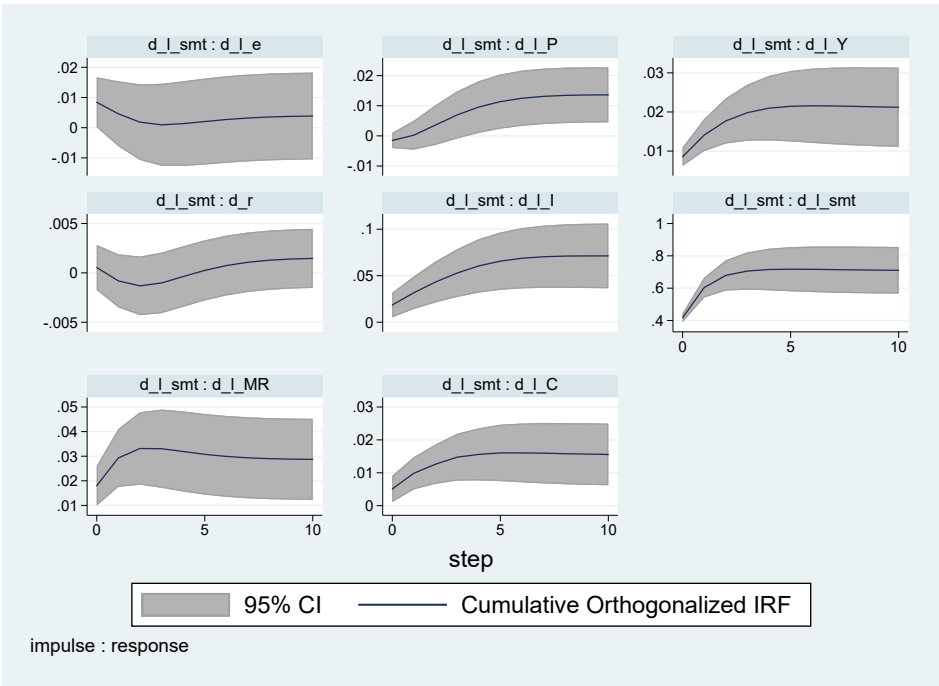 d_l_smt : d_l_e
d_l_smt : d_l_P
d_l_smt : d_l_Y
.02
.01
0
-.01
.02
.01
0
-.01
.03
.02
.01
d_l_smt : d_r
d_l_smt : d_l_I
d_l_smt : d_l_smt
.005
0
-.005
.1
.05
0
1
.8
.6
.4
0 5 10
d_l_smt : d_l_MR
d_l_smt : d_l_C
.05
.04
.03
.02
.01
0 5 10
.03
.02
.01
0
0 5 10
step
95% CI
Cumulative Orthogonalized IRF
impulse : response